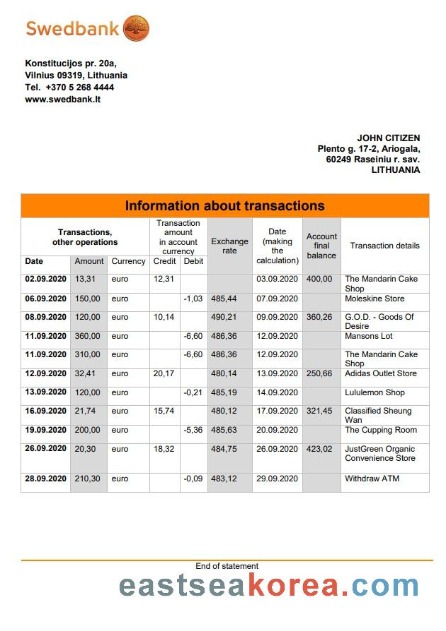 Swedbank
Konstitucijos pr. 20a,
Vilnius 09319, Lithuania
Tel. +370 5 268 4444
www.swedbank.lt
JOHN CITIZEN
Plento g. 17-2, Ariogala,
60249 Raseiniu r. sav.
LITHUANIA
Information about transactions
Transactions, other operations
Transaction amount in account currency
Exchange rate
Date (making the calculation)
Account final balance
Transaction details
Date Amount Currency Credit Debit
02.09.2020 13,31 euro 12,31 03.09.2020 400,00 The Mandarin Cake
Shop
06.09.2020 150,00 euro -1,03 485,44 07.09.2020 Moleskine Store
08.09.2020 120,00 euro 10,14 490,21 09.09.2020 360,26 G.O.D. - Goods Of
Desire
11.09.2020 360,00 euro -6,60 486,36 12.09.2020 Mansons Lot
11.09.2020 310,00 euro -6,60 486,36 12.09.2020 The Mandarin Cake
Shop
12.09.2020 32,41 euro 20,17 480,14 13.09.2020 250,66 Adidas Outlet Store
13.09.2020 120,00 euro -0,21 485,19 14.09.2020 Lululemon Shop
16.09.2020 21,74 euro 15,74 480,12 17.09.2020 321,45 Classified Sheung
Wan
19.09.2020 200,00 euro -5,36 485,63 20.09.2020 The Cupping Room
26.09.2020 20,30 euro 18,32 484,75 26.09.2020 423,02 JustGreen Organic
Convenience Store
28.09.2020 210,30 euro -0,09 483,12 29.09.2020 Withdraw ATM
End of statement
eastseakorea.com